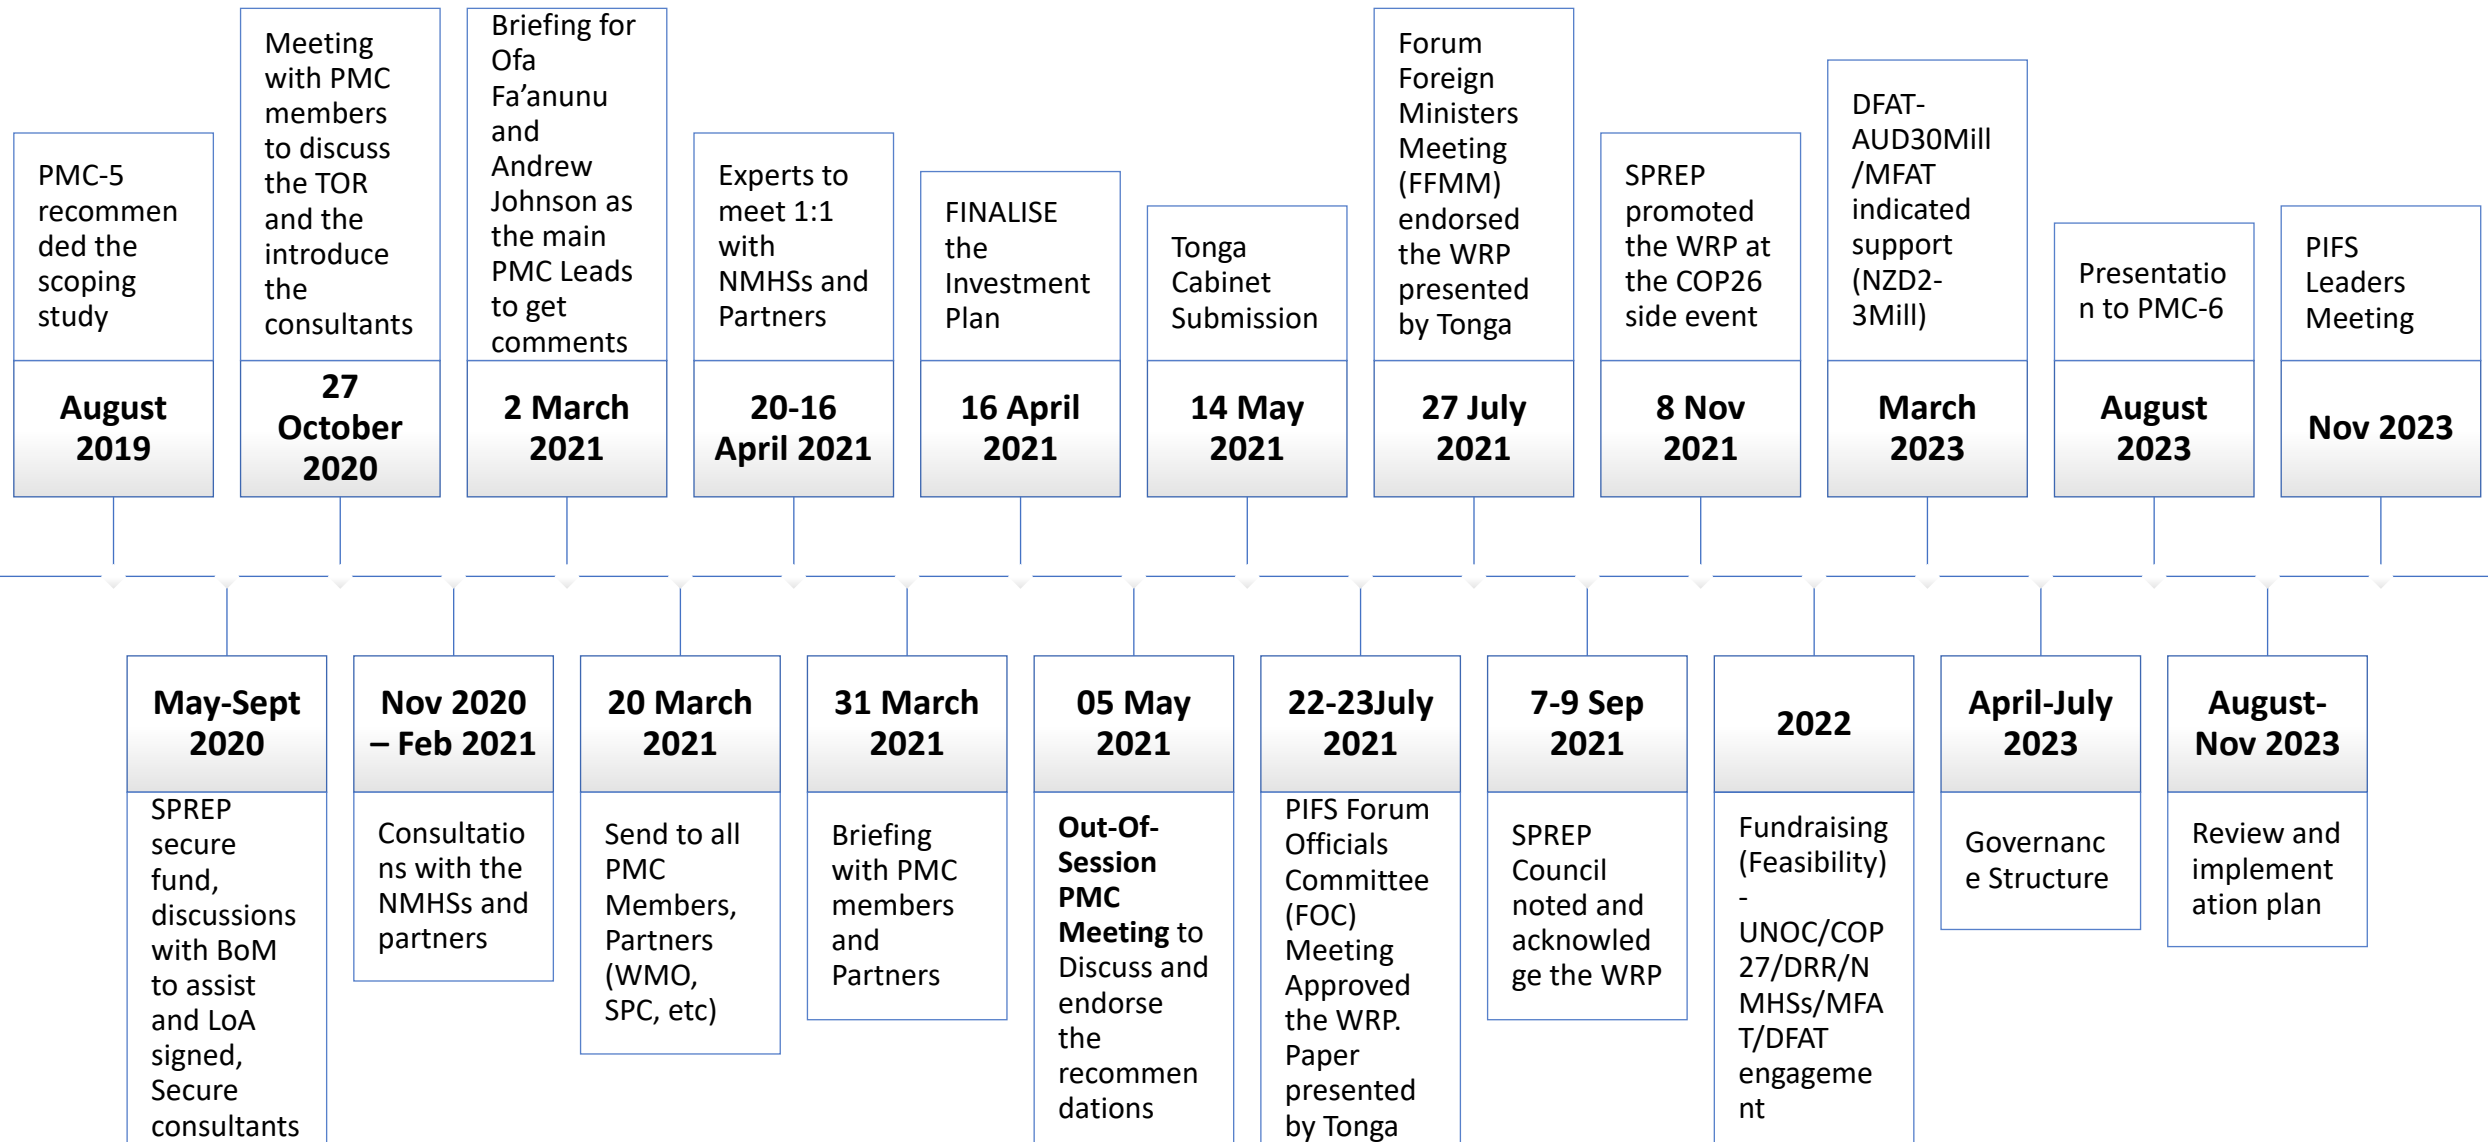 PMC-5
recommen
ded the
scoping
study
August
2019
Meeting
with PMC
members
to discuss
the TOR
and the
introduce
the
consultants
27
October
2020
Briefing for
Ofa
Fa’anunu
and
Andrew
Johnson as
the main
PMC Leads
to get
comments
2 March
2021
Experts to
meet 1:1
with
NMHSs and
Partners
20-16
April 2021
FINALISE
the
Investment
Plan
16 April
2021
Tonga
Cabinet
Submission
14 May
2021
Forum
Foreign
Ministers
Meeting
(FFMM)
endorsed
the WRP
presented
by Tonga
27 July
2021
SPREP
promoted
the WRP at
the COP26
side event
8 Nov
2021
DFAT-
AUD30Mill
/MFAT
indicated
support
(NZD2-
3Mill)
March
2023
Presentatio
n to PMC-6
August
2023
PIFS
Leaders
Meeting
Nov 2023
May-Sept
2020
SPREP
secure
fund,
discussions
with BoM
to assist
and LoA
signed,
Secure
consultants
Nov 2020
– Feb 2021
Consultatio
ns with the
NMHSs and
partners
20 March
2021
Send to all
PMC
Members,
Partners
(WMO,
SPC, etc)
31 March
2021
Briefing
with PMC
members
and
Partners
05 May
2021
Out-Of-
Session
PMC
Meeting to
Discuss and
endorse
the
recommen
dations
22-23July
2021
PIFS Forum
Officials
Committee
(FOC)
Meeting
Approved
the WRP.
Paper
presented
by Tonga
7-9 Sep
2021
SPREP
Council
noted and
acknowled
ge the WRP
2022
Fundraising
(Feasibility)
-
UNOC/COP
27/DRR/N
MHSs/MFA
T/DFAT
engageme
nt
April-July
2023
Governanc
e Structure
August-
Nov 2023
Review and
implement
ation plan